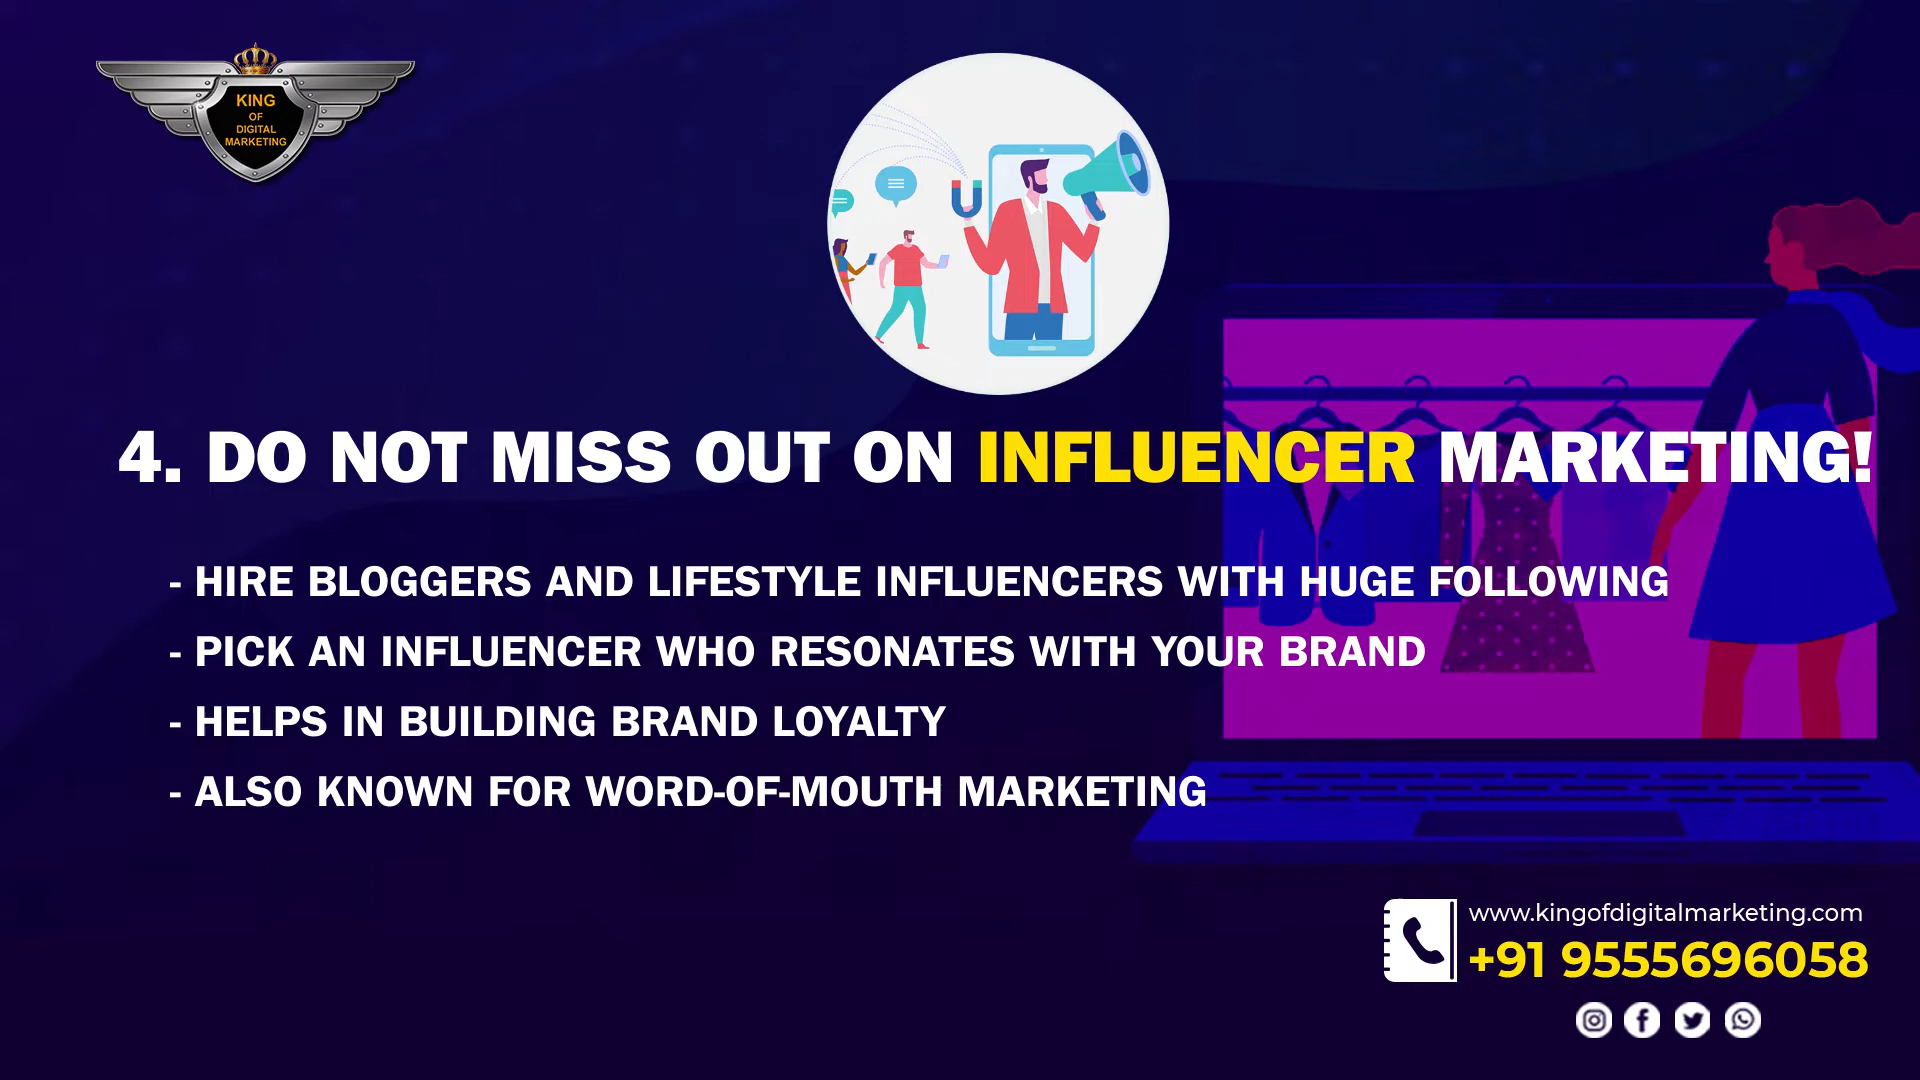 KING
OF
DIGITAL
MARKETING
4. DO NOT MISS OUT ON INFLUENCER MARKETING!
- HIRE BLOGGERS AND LIFESTYLE INFLUENCERS WITH HUGE FOLLOWING
- PICK AN INFLUENCER WHO RESONATES WITH YOUR BRAND
- HELPS IN BUILDING BRAND LOYALTY
- ALSO KNOWN FOR WORD-OF-MOUTH MARKETING
www.kingofdigitalmarketing.com
+91 9555696058